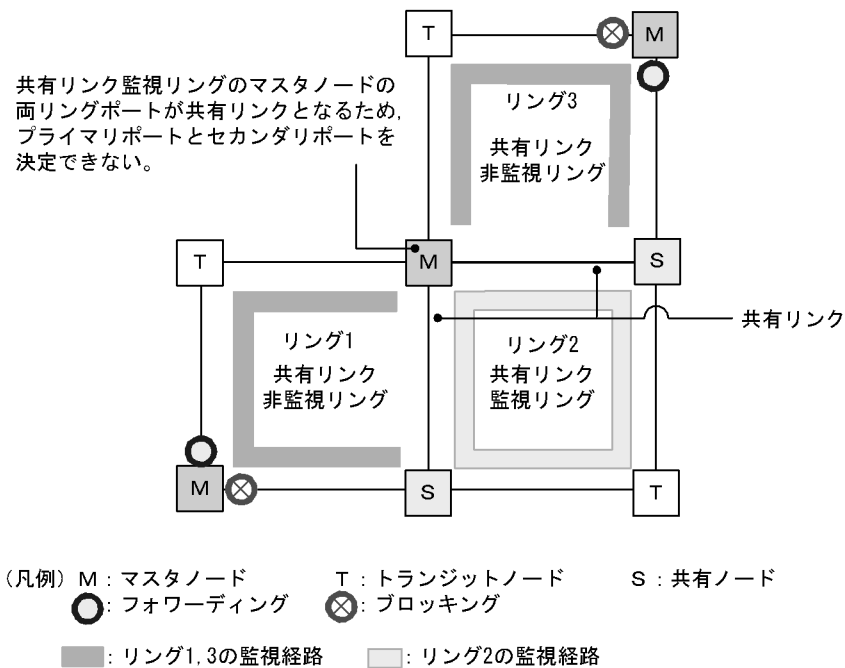 T
M
共有リンク監視リングのマスタノードの
両リングポートが共有リンクとなるため,
プライマリポートとセカンダリポートを
決定できない。
リング3
共有リンク
非監視リング
T
M
S
共有リンク
リング1
共有リンク
非監視リング
リング2
共有リンク
監視リング
M
S
T
(凡例) M:マスタノード T:トランジットノード S:共有ノード
:フォワーディング :ブロッキング
:リング1,3の監視経路 :リング2の監視経路